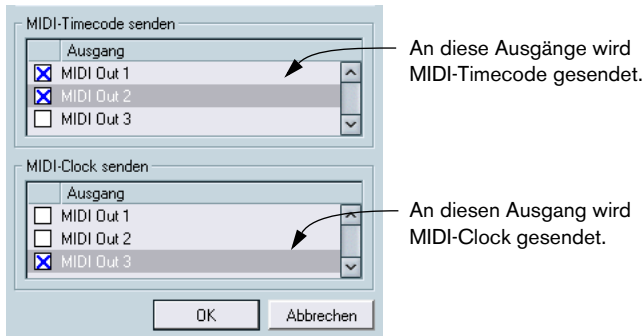 MIDI-Timecode senden
Ausgang
MIDI Out 1
MIDI Out 2
MIDI Out 3
An diese Ausgänge wird
MIDI-Timecode gesendet.
MIDI-Clock senden
Ausgang
MIDI Out 1
MIDI Out 2
MIDI Out 3
An diesen Ausgang wird
MIDI-Clock gesendet.
OK
Abbrechen